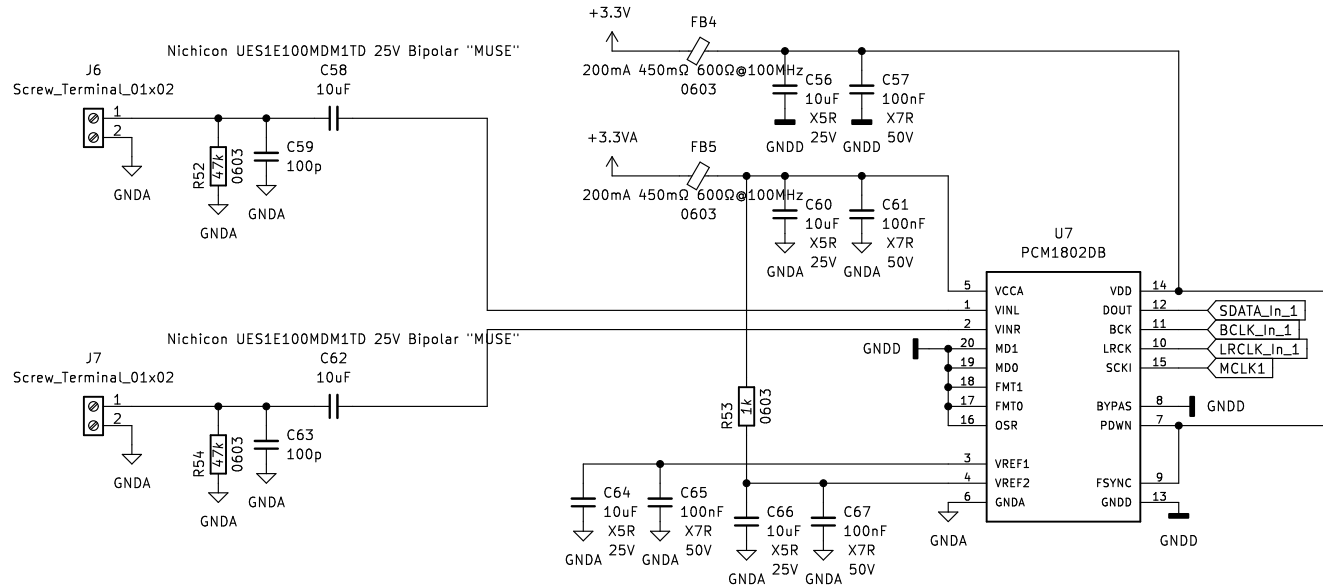 +3.3V
FB4
200mA 450mΩ 600Ω@100MHz
0603
C56
10uF
X5R
25V
GNDD
C57
100nF
X7R
50V
GNDD
Nichicon UES1E100MDM1TD 25V Bipolar "MUSE"
C58
10uF
J6
Screw_Terminal_01x02
1
2
GNDA
R52
47k
0603
GNDA
C59
100p
GNDA
+3.3VA
FB5
200mA 450mΩ 600Ω@100MHz
0603
C60
10uF
X5R
25V
GNDA
C61
100nF
X7R
50V
GNDA
U7
PCM1802DB
5 VCCA
1 VINL
2 VINR
20 MD1
19 MD0
18 FMT1
17 FMT0
16 OSR
3 VREF1
4 VREF2
6 GNDA
VDD 14
DOUT 12
BCK 11
LRCK 10
SCKI 15
BYPAS 8
PDWN 7
FSYNC 9
GNDD 13
SDATA_In_1
BCLK_In_1
LRCLK_In_1
MCLK1
GNDD
GNDD
GNDD
GNDA
Nichicon UES1E100MDM1TD 25V Bipolar "MUSE"
C62
10uF
J7
Screw_Terminal_01x02
1
2
GNDA
R54
47k
0603
GNDA
C63
100p
GNDA
R53
1k
0603
C64
10uF
X5R
25V
GNDA
C65
100nF
X7R
50V
GNDA
C66
10uF
X5R
25V
GNDA
C67
100nF
X7R
50V
GNDA